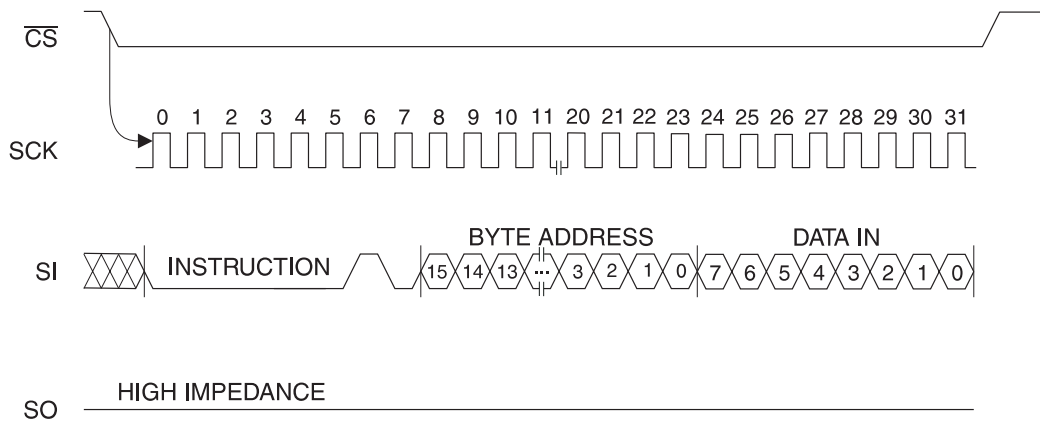 CS
0 1 2 3 4 5 6 7 8 9 10 11 20 21 22 23 24 25 26 27 28 29 30 31
SCK
BYTE ADDRESS DATA IN
SI INSTRUCTION 15 14 13 ... 3 2 1 0 7 6 5 4 3 2 1 0
HIGH IMPEDANCE
SO